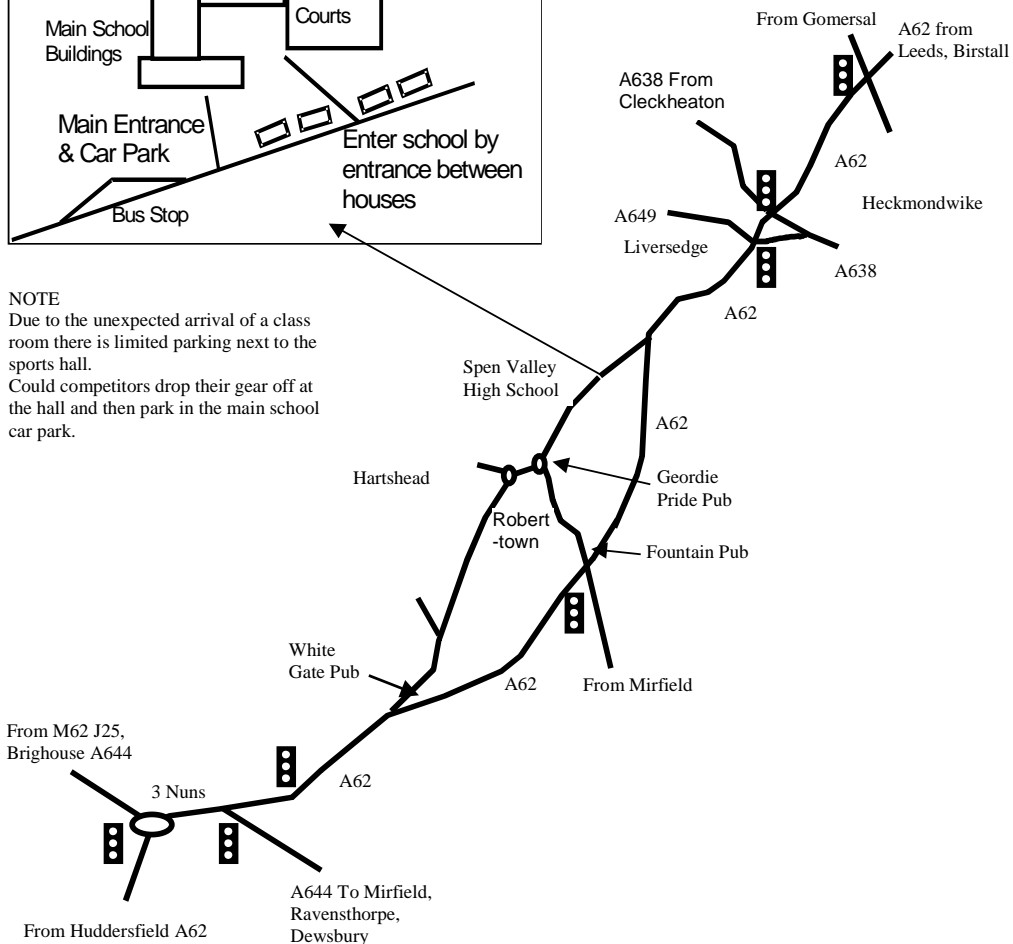 Courts
Main School
Buildings
Main Entrance
& Car Park
Enter school by
entrance between
houses
Bus Stop
From Gomersal
A62 from
Leeds, Birstall
A638 From
Cleckheaton
A62
Heckmondwike
A649
Liversedge
A638
A62
NOTE
Due to the unexpected arrival of a class
room there is limited parking next to the
sports hall.
Could competitors drop their gear off at
the hall and then park in the main school
car park.
Spen Valley
High School
A62
Hartshead
Geordie
Pride Pub
Robert
-town
Fountain Pub
White
Gate Pub
A62
From Mirfield
From M62 J25,
Brighouse A644
A62
3 Nuns
A644 To Mirfield,
Ravensthorpe,
Dewsbury
From Huddersfield A62